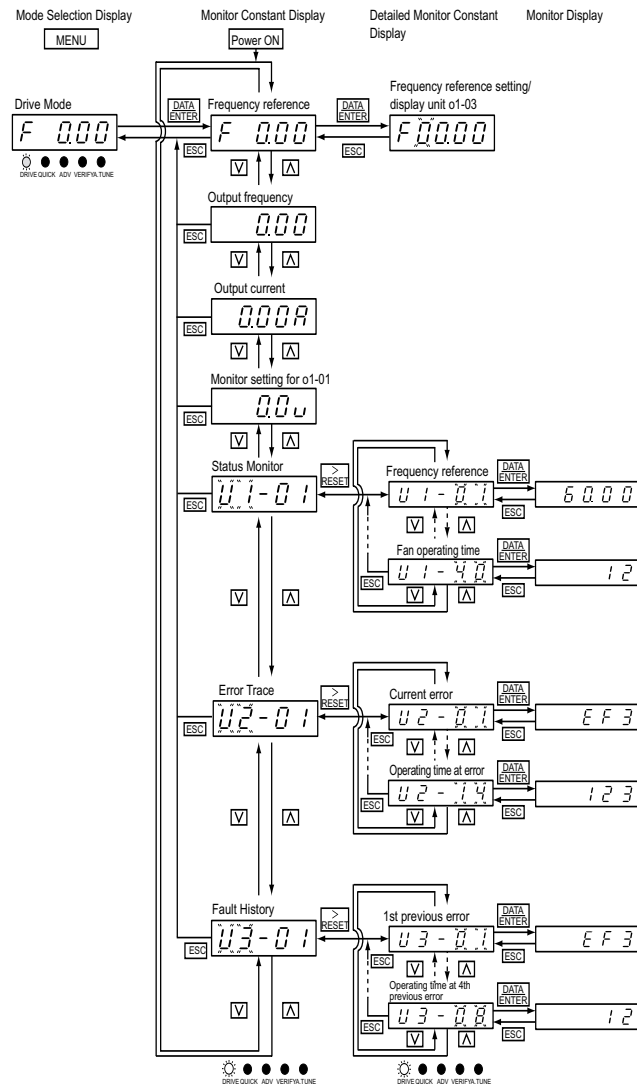 Mode Selection Display
Monitor Constant Display
Detailed Monitor Constant
Display
Monitor Display
MENU
Power ON
Drive Mode
DATA
ENTER
Frequency reference
DATA
ENTER
Frequency reference setting/
display unit o1-03
F 0.00
ESC
F 0.00
ESC
F00.00
DRIVE QUICK ADV VERIFY A.TUNE
∨ ∧
Output frequency
ESC
0.00
∨ ∧
Output current
ESC
0.00A
∨ ∧
Monitor setting for o1-01
ESC
0.0u
∨ ∧
Status Monitor
>
RESET
Frequency reference
DATA
ENTER
ESC
U1-01
U1-01
ESC
60.00
∨ ∧
Fan operating time
DATA
ENTER
ESC
U1-40
ESC
12
∨ ∧
∨ ∧
Error Trace
>
RESET
Current error
DATA
ENTER
ESC
U2-01
U2-01
ESC
EF3
ESC
∨ ∧
Operating time at error
DATA
ENTER
ESC
U2-14
ESC
123
∨ ∧
∨ ∧
Fault History
>
RESET
1st previous error
DATA
ENTER
ESC
U3-01
U3-01
ESC
EF3
ESC
∨ ∧
Operating time at 4th
previous error
DATA
ENTER
ESC
U3-08
ESC
12
∨ ∧
∨ ∧
DRIVE QUICK ADV VERIFY A.TUNE
DRIVE QUICK ADV VERIFY A.TUNE